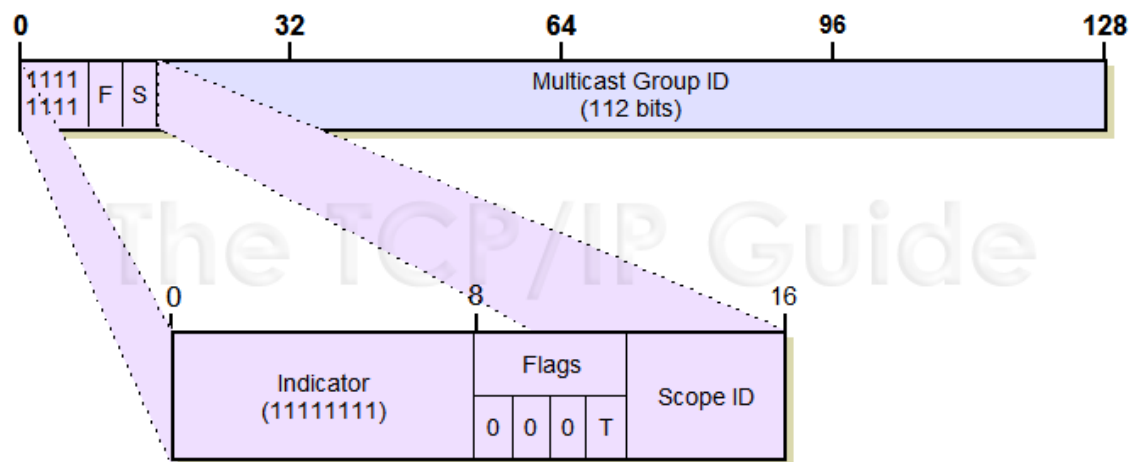 0 32 64 96 128
1111
1111
F S
Multicast Group ID
(112 bits)
The TCP/IP Guide
0 8 16
Indicator
(11111111)
Flags
0 0 0 T
Scope ID